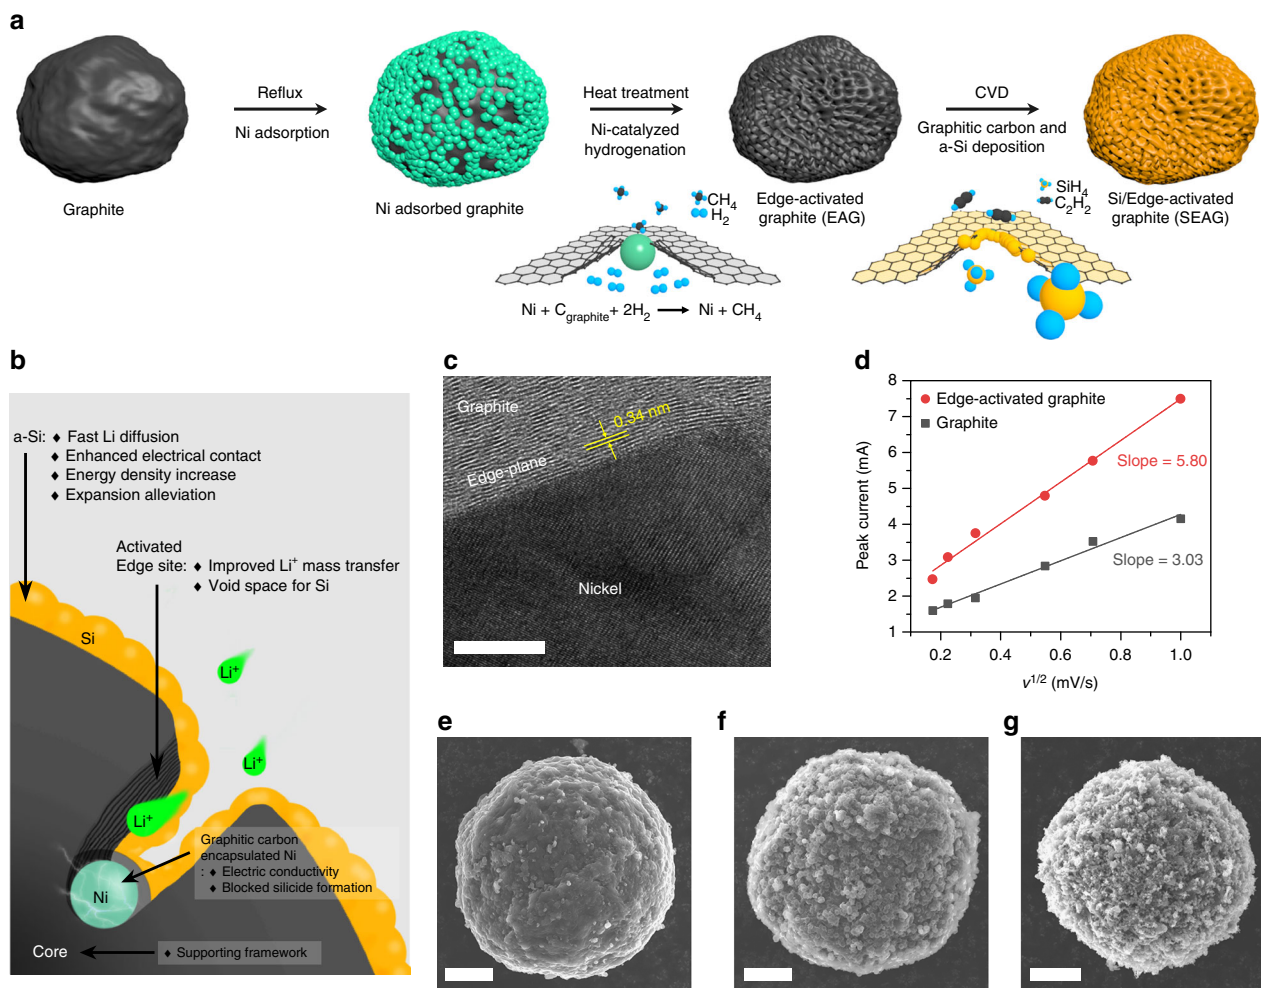 a
Graphite
Reflux
Ni adsorption
Ni adsorbed graphite
Heat treatment
Ni-catalyzed
hydrogenation
CH4
H2
Ni + Cgraphite+ 2H2 → Ni + CH4
Edge-activated
graphite (EAG)
CVD
Graphitic carbon and
a-Si deposition
SiH4
C2H2
Si/Edge-activated
graphite (SEAG)
b
a-Si: ♦ Fast Li diffusion
♦ Enhanced electrical contact
♦ Energy density increase
♦ Expansion alleviation
Activated
Edge site: ♦ Improved Li+ mass transfer
♦ Void space for Si
Si
Li+
Li+
Li+
Graphitic carbon
encapsulated Ni
: ♦ Electric conductivity
♦ Blocked silicide formation
Ni
Core
♦ Supporting framework
c
Graphite
0.34 nm
Edge-plane
Nickel
d
8
7
6
5
4
3
2
1
Peak current (mA)
Edge-activated graphite
Graphite
Slope = 5.80
Slope = 3.03
0.2 0.4 0.6 0.8 1.0
v1/2 (mV/s)
e
f
g